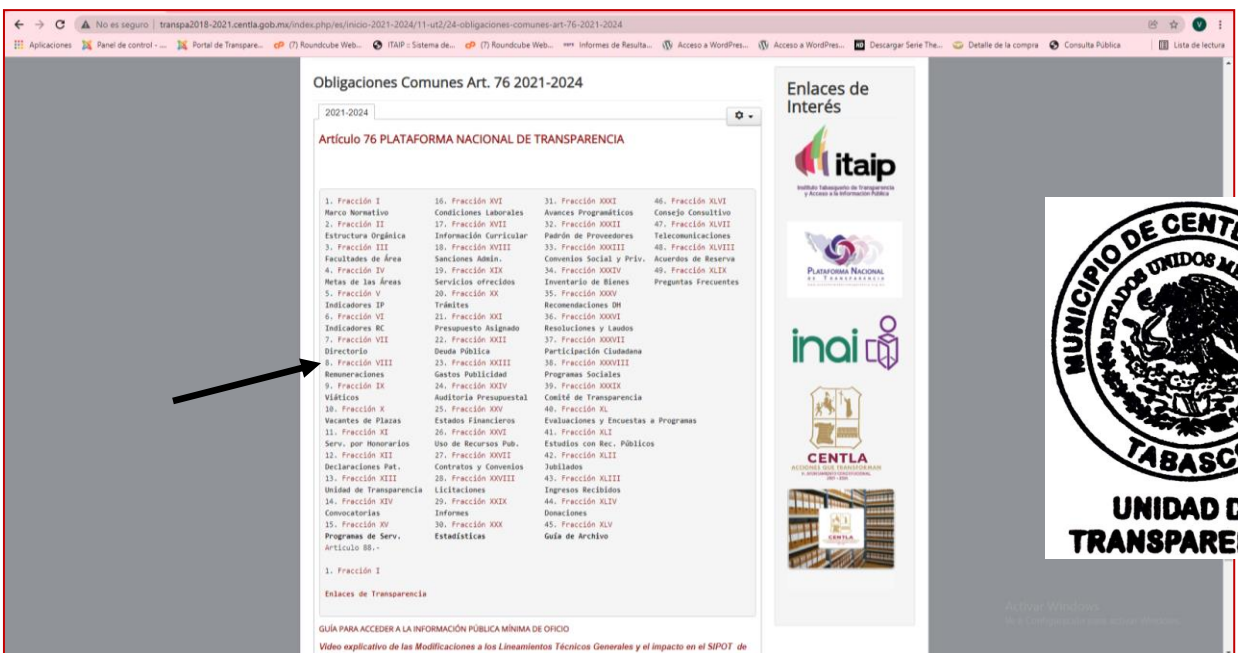 No es seguro | transpa2018-2021.centla.gob.mx/index.php/es/inicio-2021-2024/11-ut2/24-obligaciones-comunes-art-76-2021-2024
Aplicaciones Panel de control - ... Portal de Transpare... (7) Roundcube Web... ITAIP :: Sistema de... (7) Roundcube Web... Informes de Resulta... Acceso a WordPres... Acceso a WordPres... Descargar Serie The... Detalle de la compra Consulta Pública Lista de lectura
Obligaciones Comunes Art. 76 2021-2024
2021-2024
Artículo 76 PLATAFORMA NACIONAL DE TRANSPARENCIA
1. Fracción I
Marco Normativo
2. Fracción II
Estructura Orgánica
3. Fracción III
Facultades de Área
4. Fracción IV
Metas de las Áreas
5. Fracción V
Indicadores IP
6. Fracción VI
Indicadores RC
7. Fracción VII
Directorio
8. Fracción VIII
Remuneraciones
9. Fracción IX
Viáticos
10. Fracción X
Vacantes de Plazas
11. Fracción XI
Serv. por Honorarios
12. Fracción XII
Declaraciones Pat.
13. Fracción XIII
Unidad de Transparencia
14. Fracción XIV
Convocatorias
15. Fracción XV
Programas de Serv.
Articulo 88.-
1. Fracción I
Enlaces de Transparencia
16. Fracción XVI
Condiciones Laborales
17. Fracción XVII
Información Curricular
18. Fracción XVIII
Sanciones Admin.
19. Fracción XIX
Servicios ofrecidos
20. Fracción XX
Trámites
21. Fracción XXI
Presupuesto Asignado
22. Fracción XXII
Deuda Pública
23. Fracción XXIII
Gastos Publicidad
24. Fracción XXIV
Auditoria Presupuestal
25. Fracción XXV
Estados Financieros
26. Fracción XXVI
Uso de Recursos Pub.
27. Fracción XXVII
Contratos y Convenios
28. Fracción XXVIII
Licitaciones
29. Fracción XXIX
Informes
30. Fracción XXX
Estadísticas
31. Fracción XXXI
Avances Programáticos
32. Fracción XXXII
Padrón de Proveedores
33. Fracción XXXIII
Convenios Social y Priv.
34. Fracción XXXIV
Inventario de Bienes
35. Fracción XXXV
Recomendaciones DH
36. Fracción XXXVI
Resoluciones y Laudos
37. Fracción XXXVII
Participación Ciudadana
38. Fracción XXXVIII
Programas Sociales
39. Fracción XXXIX
Comité de Transparencia
40. Fracción XL
Evaluaciones y Encuestas a Programas
41. Fracción XLI
Estudios con Rec. Públicos
42. Fracción XLII
Jubilados
43. Fracción XLIII
Ingresos Recibidos
44. Fracción XLIV
Donaciones
45. Fracción XLV
Guía de Archivo
46. Fracción XLVI
Consejo Consultivo
47. Fracción XLVII
Telecomunicaciones
48. Fracción XLVIII
Acuerdos de Reserva
49. Fracción XLIX
Preguntas Frecuentes
GUÍA PARA ACCEDER A LA INFORMACIÓN PÚBLICA MÍNIMA DE OFICIO
Video explicativo de las Modificaciones a los Lineamientos Técnicos Generales y el impacto en el SIPOT de
Enlaces de
Interés
itaip
Instituto Tabasqueño de Transparencia
y Acceso a la Información Pública
PLATAFORMA NACIONAL
DE TRANSPARENCIA
inai
CENTLA
ACCIONES QUE TRANSFORMAN
CENTLA
MUNICIPIO DE CENTL
ESTADOS UNIDOS ME
TABASCO
UNIDAD D
TRANSPARE
Activar Windows